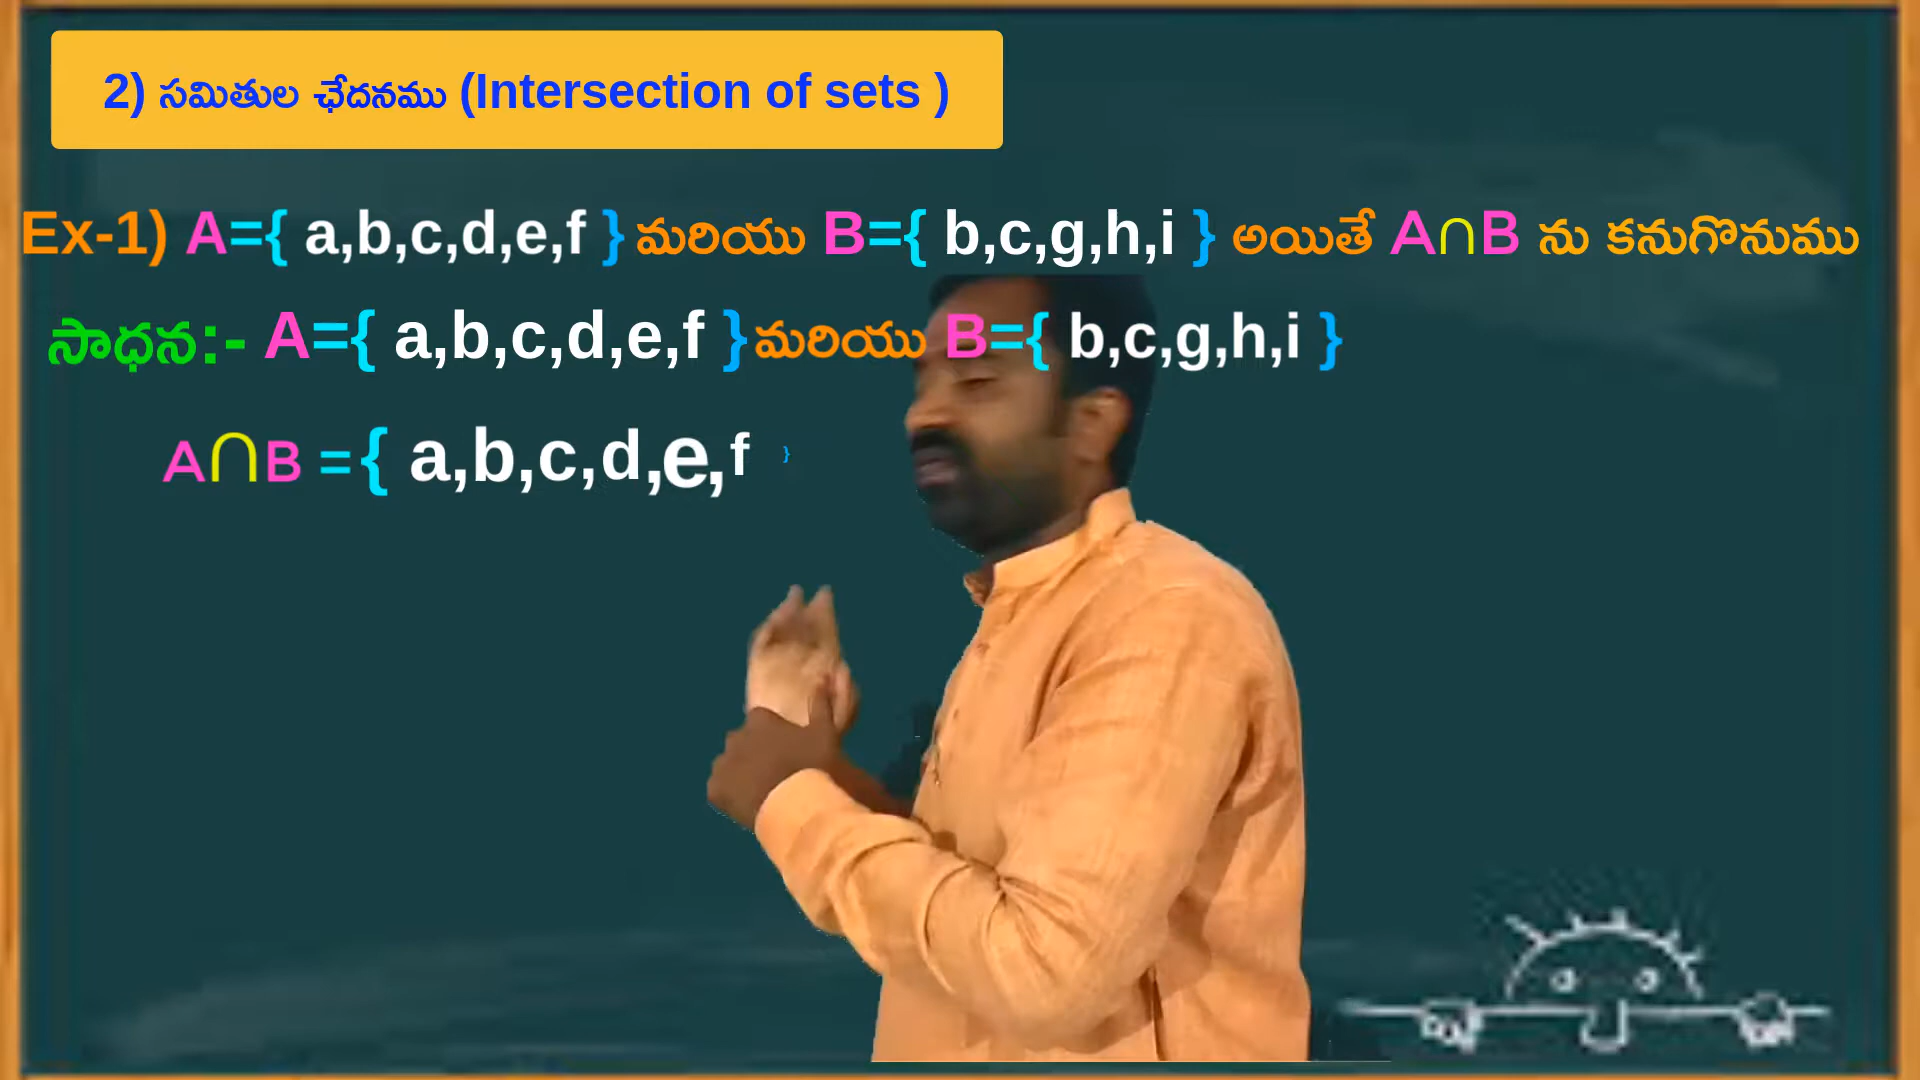 2) సమితుల ఛేదనము (Intersection of sets )
Ex-1) A={ a,b,c,d,e,f } మరియు B={ b,c,g,h,i } అయితే A∩B ను కనుగొనుము
సాధన:- A={ a,b,c,d,e,f } మరియు B={ b,c,g,h,i }
A∩B ={ a,b,c,d,e,f }